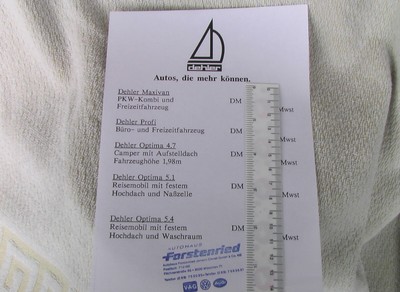 dehler
Autos, die mehr können.
Dehler Maxivan
PKW-Kombi und DM
Freizeitfahrzeug Mwst
Dehler Profi
Büro- und Freizeitfahrzeug DM
Mwst
Dehler Optima 4.7
Camper mit Aufstelldach DM
Fahrzeughöhe 1,98m Mwst
Dehler Optima 5.1
Reisemobil mit festem DM
Hochdach und Naßzelle Mwst
Dehler Optima 5.4
Reisemobil mit festem DM
Hochdach und Waschraum Mwst
AUTOHAUS
Forstenried